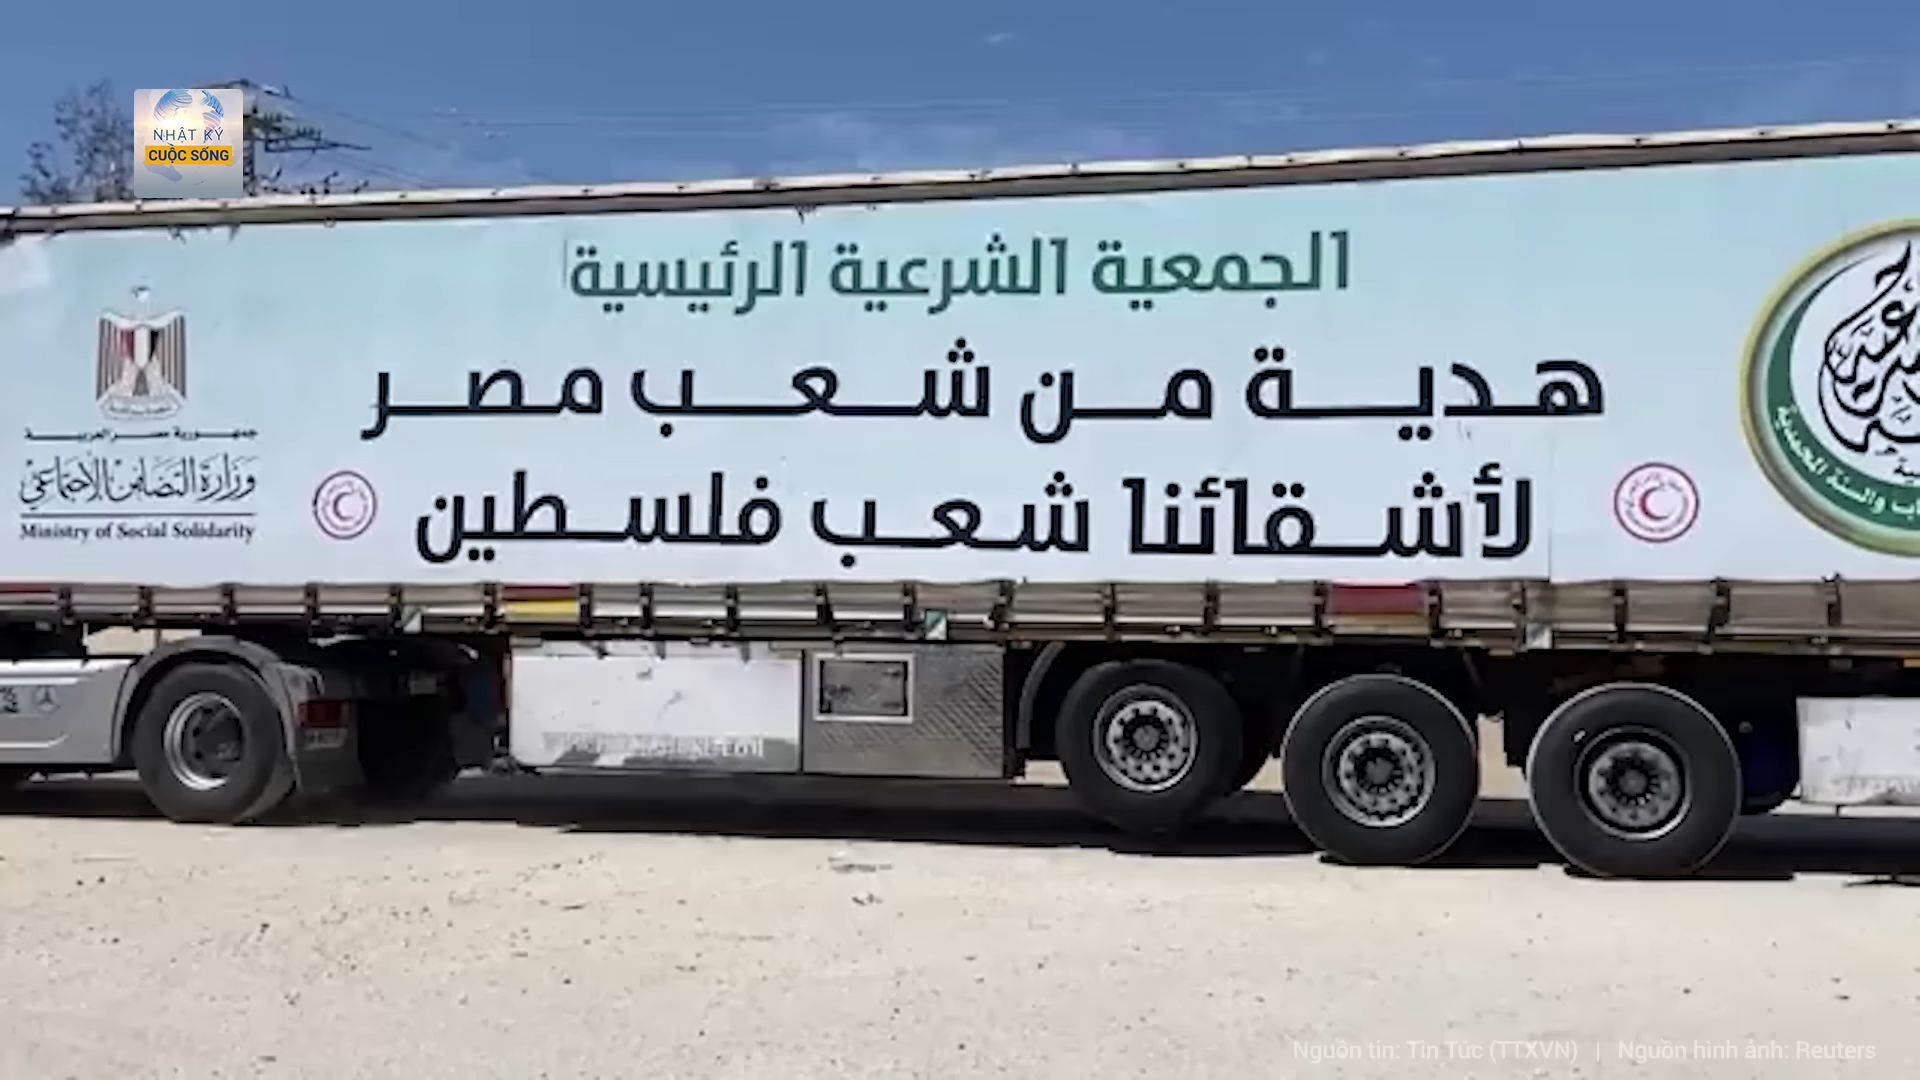 NHẬT KÝ
CUỘC SỐNG
الجمعية الشرعية الرئيسية
هدية من شعب مصر
لأشقائنا شعب فلسطين
جمهورية مصر العربية
وزارة التضامن الاجتماعي
Ministry of Social Solidarity
Nguồn tin: Tin Tức (TTXVN) | Nguồn hình ảnh: Reuters